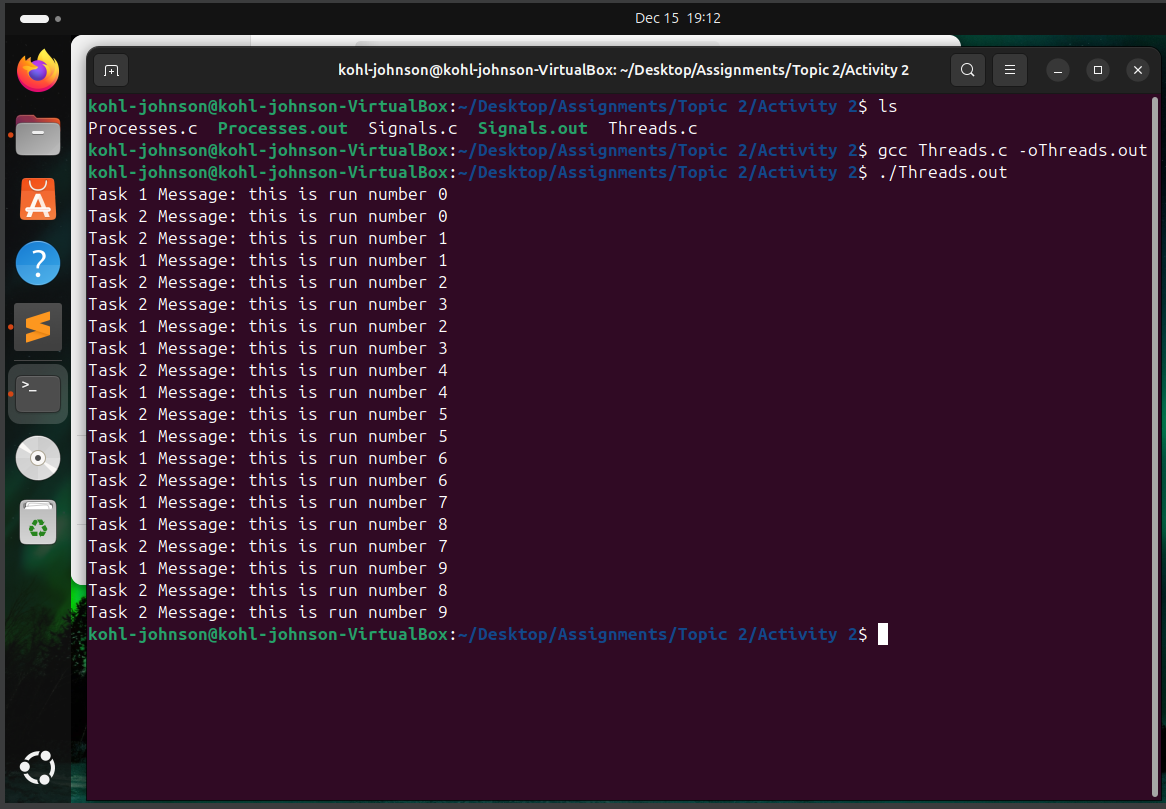 Dec 15 19:12
kohl-johnson@kohl-johnson-VirtualBox: ~/Desktop/Assignments/Topic 2/Activity 2
kohl-johnson@kohl-johnson-VirtualBox:~/Desktop/Assignments/Topic 2/Activity 2$ ls
Processes.c  Processes.out  Signals.c  Signals.out  Threads.c
kohl-johnson@kohl-johnson-VirtualBox:~/Desktop/Assignments/Topic 2/Activity 2$ gcc Threads.c -oThreads.out
kohl-johnson@kohl-johnson-VirtualBox:~/Desktop/Assignments/Topic 2/Activity 2$ ./Threads.out
Task 1 Message: this is run number 0
Task 2 Message: this is run number 0
Task 2 Message: this is run number 1
Task 1 Message: this is run number 1
Task 2 Message: this is run number 2
Task 2 Message: this is run number 3
Task 1 Message: this is run number 2
Task 1 Message: this is run number 3
Task 2 Message: this is run number 4
Task 1 Message: this is run number 4
Task 2 Message: this is run number 5
Task 1 Message: this is run number 5
Task 1 Message: this is run number 6
Task 2 Message: this is run number 6
Task 1 Message: this is run number 7
Task 1 Message: this is run number 8
Task 2 Message: this is run number 7
Task 1 Message: this is run number 9
Task 2 Message: this is run number 8
Task 2 Message: this is run number 9
kohl-johnson@kohl-johnson-VirtualBox:~/Desktop/Assignments/Topic 2/Activity 2$